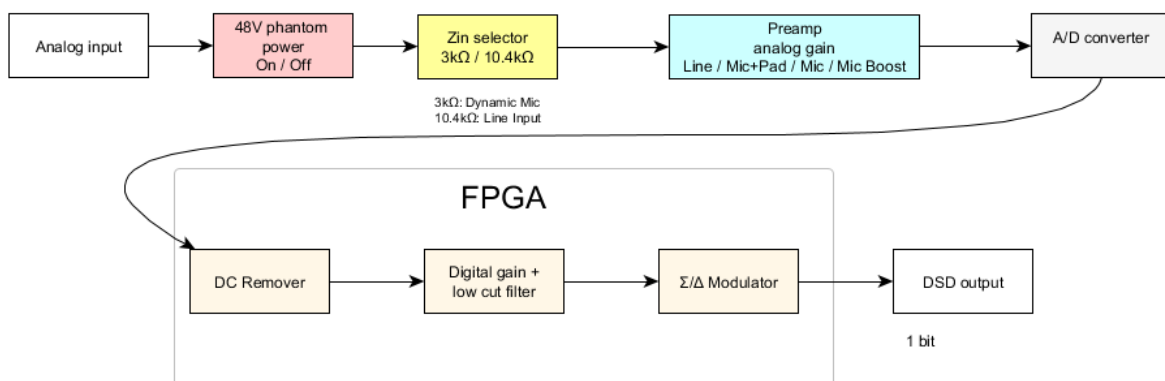 Analog input
48V phantom
power
On / Off
Zin selector
3kΩ / 10.4kΩ
Preamp
analog gain
Line / Mic+Pad / Mic / Mic Boost
A/D converter
3kΩ: Dynamic Mic
10.4kΩ: Line Input
FPGA
DC Remover
Digital gain +
low cut filter
Σ/Δ Modulator
DSD output
1 bit